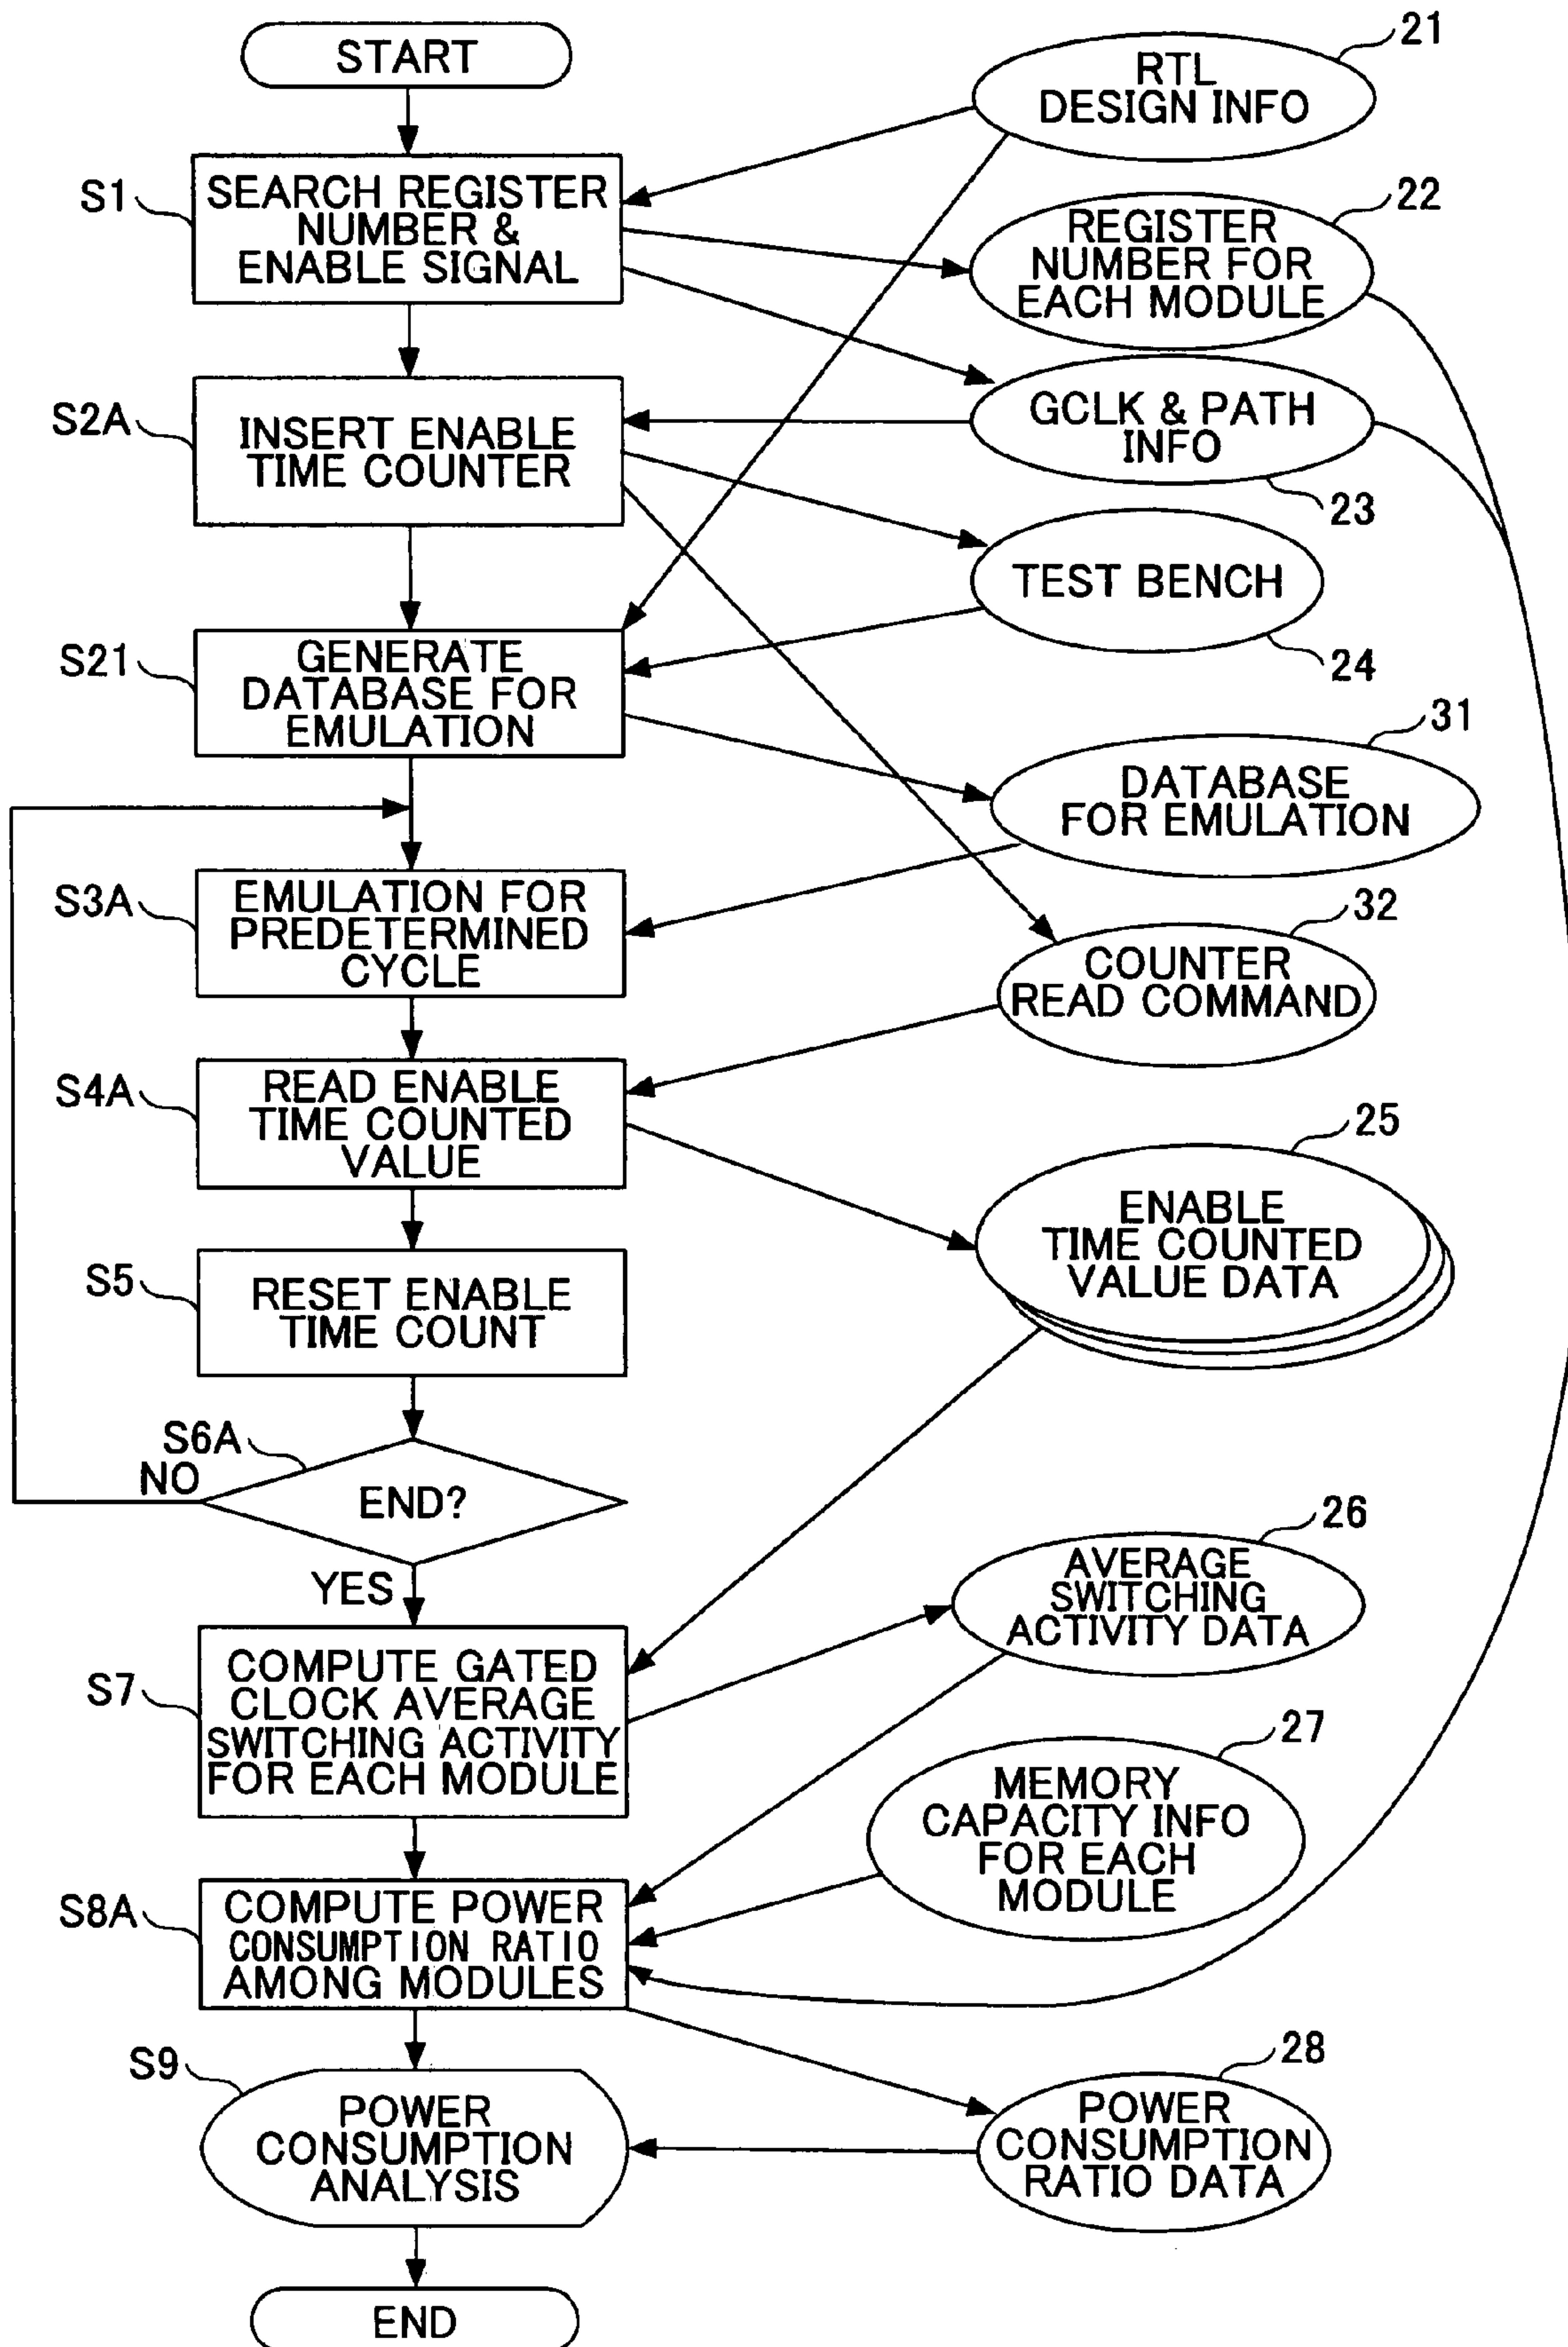 START
S1
SEARCH REGISTER
NUMBER &
ENABLE SIGNAL
S2A
INSERT ENABLE
TIME COUNTER
S21
GENERATE
DATABASE FOR
EMULATION
S3A
EMULATION FOR
PREDETERMINED
CYCLE
S4A
READ ENABLE
TIME COUNTED
VALUE
S5
RESET ENABLE
TIME COUNT
S6A
NO
END?
YES
S7
COMPUTE GATED
CLOCK AVERAGE
SWITCHING ACTIVITY
FOR EACH MODULE
S8A
COMPUTE POWER
CONSUMPTION RATIO
AMONG MODULES
S9
POWER
CONSUMPTION
ANALYSIS
END
21
RTL
DESIGN INFO
22
REGISTER
NUMBER FOR
EACH MODULE
GCLK & PATH
INFO
23
TEST BENCH
24
31
DATABASE
FOR EMULATION
32
COUNTER
READ COMMAND
25
ENABLE
TIME COUNTED
VALUE DATA
26
AVERAGE
SWITCHING
ACTIVITY DATA
27
MEMORY
CAPACITY INFO
FOR EACH
MODULE
28
POWER
CONSUMPTION
RATIO DATA